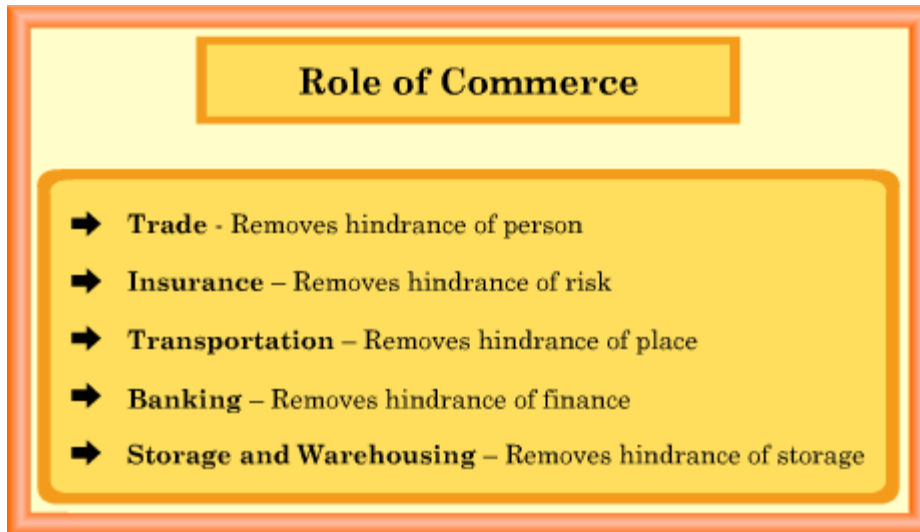 Role of Commerce
Trade - Removes hindrance of person
Insurance – Removes hindrance of risk
Transportation – Removes hindrance of place
Banking – Removes hindrance of finance
Storage and Warehousing – Removes hindrance of storage